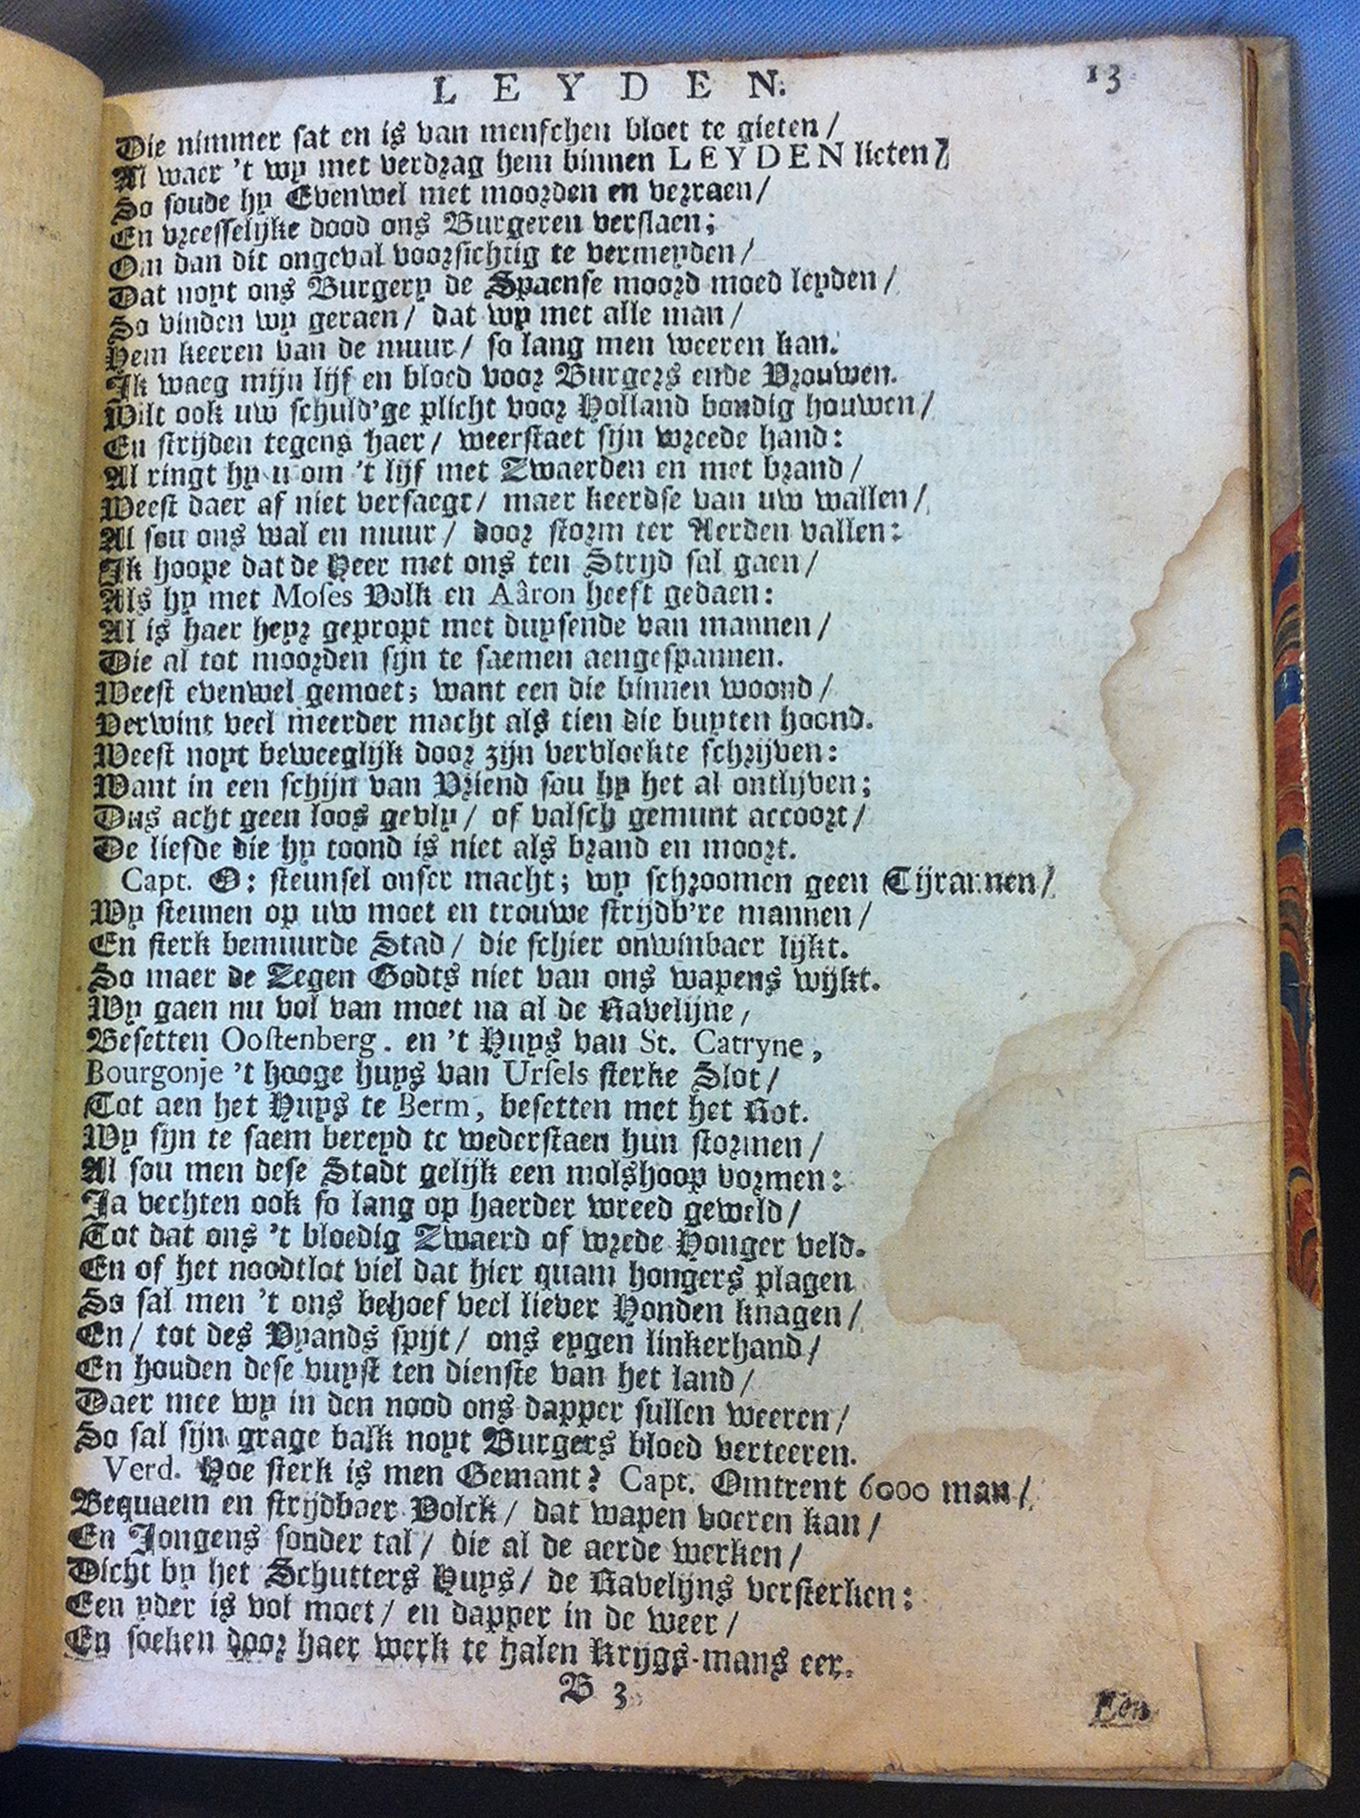 LEYDEN. 13
Die nimmer sat en is van menschen bloet te gieten /
Al waer 't wy met verdrag hem binnen LEYDEN lieten /
So soude hy Evenwel met moorden en verraen /
En vreesselijke dood ons Burgeren verslaen;
Om dan dit ongeval voorsichtig te vermeyden /
Dat noyt ons Burgery de Spaense moord moed leyden /
So vinden wy geraen / dat wy met alle man /
Hem keeren van de muur / so lang men weeren kan.
Ik waeg mijn lijf en bloed voor Burgers ende Vrouwen.
Wilt ook uw schuld'ge plicht voor Holland bondig houwen /
En strijden tegens haer / weerstaet sijn wreede hand:
Al ringt hy u om 't lijf met Zwaerden en met brand /
Weest daer af niet versaegt / maer keerdse van uw wallen /
Al sou ons wal en muur / door storm ter Aerden vallen:
Ik hoope dat de Heer met ons ten Strijd sal gaen /
Als hy met Moses Volk en Aâron heeft gedaen:
Al is haer heyr gepropt met duysende van mannen /
Die al tot moorden sijn te saemen aengespannen.
Weest evenwel gemoet; want een die binnen woond /
Verwint veel meerder macht als tien die buyten hoond.
Weest noyt beweeglijk door zijn vervloekte schrijven:
Want in een schijn van Vriend sou hy het al ontlijven;
Dus acht geen loos gevly / of valsch gemunt accoort /
De liefde die hy toond is niet als brand en moort.
Capt. O: steunsel onser macht; wy schroomen geen Tijrannen /
Wy steunen op uw moet en trouwe strijdb're mannen /
En sterk bemuurde Stad / die schier onwinbaer lijkt.
So maer de Zegen Godts niet van ons wapens wijkt.
Wy gaen nu vol van moet na al de Ravelijne,
Besetten Oostenberg. en 't Huys van St. Catryne,
Bourgonje 't hooge huys van Ursels sterke Slot /
Tot aen het Huys te Berm, besetten met het Rot.
Wy sijn te saem bereyd te wederstaen hun stormen /
Al sou men dese Stadt gelijk een molshoop vormen:
Ja vechten ook so lang op haerder wreed geweld /
Tot dat ons 't bloedig Zwaerd of wrede Honger veld.
En of het noodtlot viel dat hier quam hongers plagen
So sal men 't ons behoef veel liever Honden knagen /
En / tot des Vyands spijt / ons eygen linkerhand /
En houden dese vuyst ten dienste van het land /
Daer mee wy in den nood ons dapper sullen weeren /
So sal sijn grage balk noyt Burgers bloed verteeren.
Verd. Hoe sterk is men Gemant? Capt. Omtrent 6000 man /
Bequaem en strijdbaer Volck / dat wapen voeren kan /
En Jongens sonder tal / die al de aerde werken /
Dicht by het Schutters Huys / de Ravelijns versterken:
Een yder is vol moet / en dapper in de weer /
En soeken door haer werk te halen Krygs-mans eer.
B 3 Een